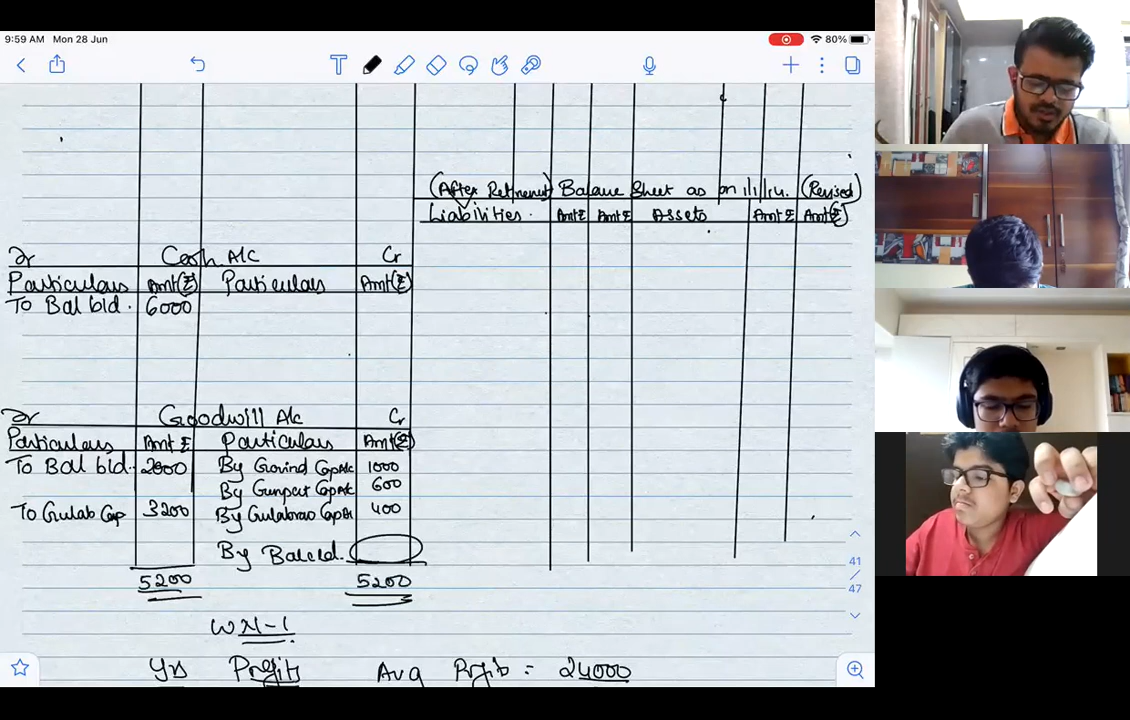 9:59 AM Mon 28 Jun
80%
(After Retirement) Balance Sheet as on 1/1/14. (Revised)
Liabilities. Amt ₹ Amt ₹ Assets Amt ₹ Amt(₹)
Dr Cash A/c Cr
Particulars Amt(₹) Particulars Amt(₹)
To Bal b/d. 6000
Dr Goodwill A/c Cr
Particulars Amt ₹ Particulars Amt(₹)
To Bal b/d. 2000 By Govind Cap A/c 1000
By Gunpat Cap A/c 600
To Gulab Cap 3200 By Gulabrao Cap A/c 400
By Bal c/d.
5200 5200
WN-1
Yrs Profits Avg Profit = 24000
41
/
47